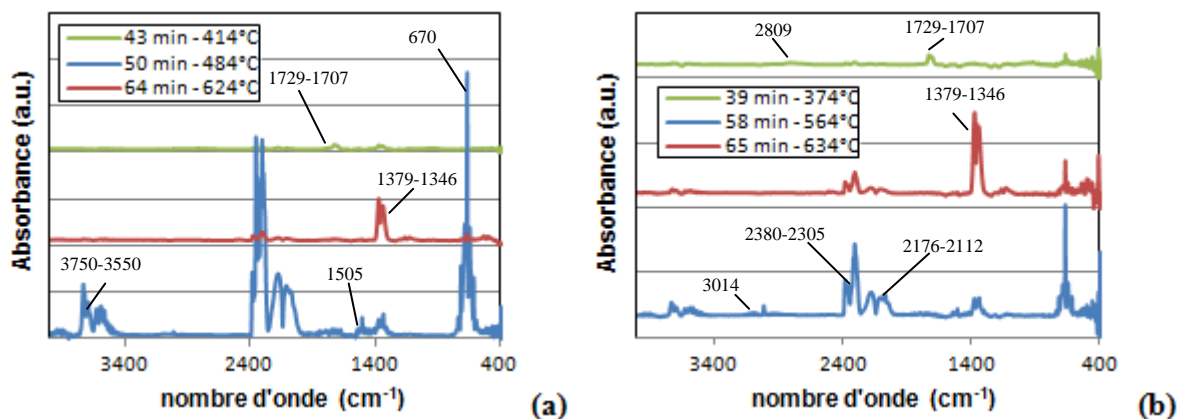 43 min - 414°C
50 min - 484°C
64 min - 624°C
670
1729-1707
1379-1346
3750-3550
1505
Absorbance (a.u.)
3400
2400
1400
400
nombre d'onde (cm-1)
(a)
2809
1729-1707
39 min - 374°C
58 min - 564°C
65 min - 634°C
1379-1346
2380-2305
2176-2112
3014
Absorbance (a.u.)
3400
2400
1400
400
nombre d'onde (cm-1)
(b)